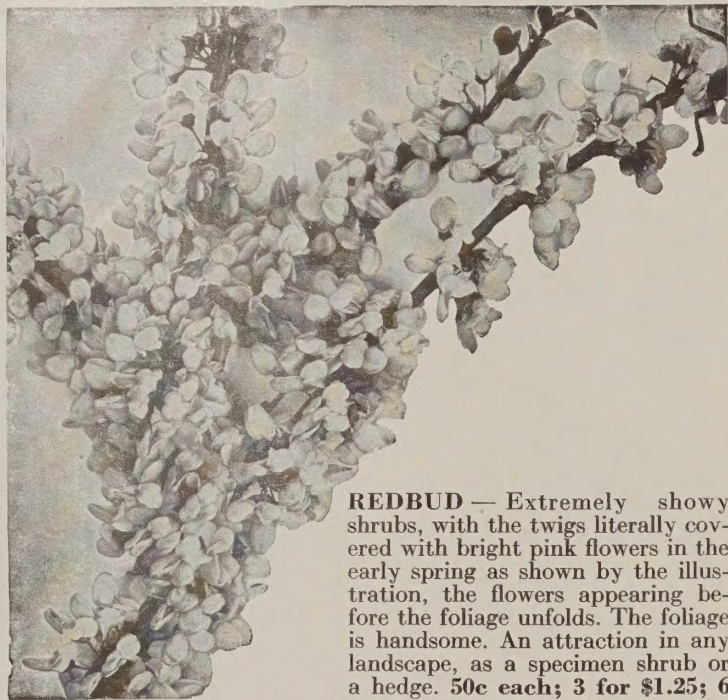 REDBUD — Extremely showy
shrubs, with the twigs literally cov-
ered with bright pink flowers in the
early spring as shown by the illus-
tration, the flowers appearing be-
fore the foliage unfolds. The foliage
is handsome. An attraction in any
landscape, as a specimen shrub or
a hedge. 50c each; 3 for $1.25; 6